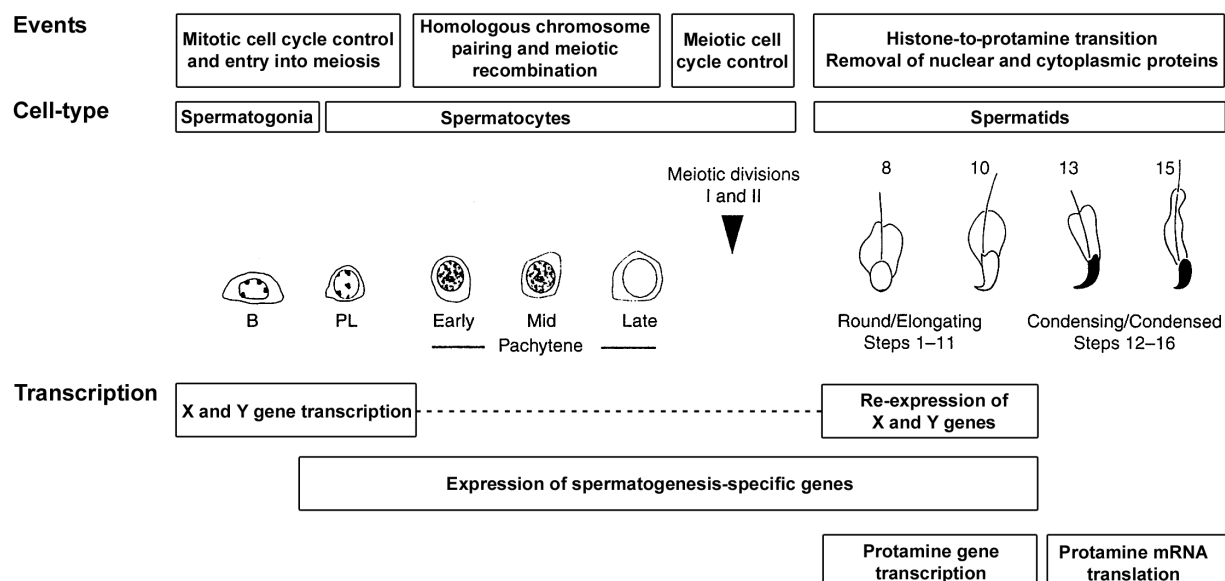 Events
Mitotic cell cycle control
and entry into meiosis
Homologous chromosome
pairing and meiotic
recombination
Meiotic cell
cycle control
Histone-to-protamine transition
Removal of nuclear and cytoplasmic proteins
Cell-type
Spermatogonia
Spermatocytes
Spermatids
Meiotic divisions
I and II
8
10
13
15
B
PL
Early
Mid
Late
Pachytene
Round/Elongating
Steps 1–11
Condensing/Condensed
Steps 12–16
Transcription
X and Y gene transcription
Re-expression of
X and Y genes
Expression of spermatogenesis-specific genes
Protamine gene
transcription
Protamine mRNA
translation